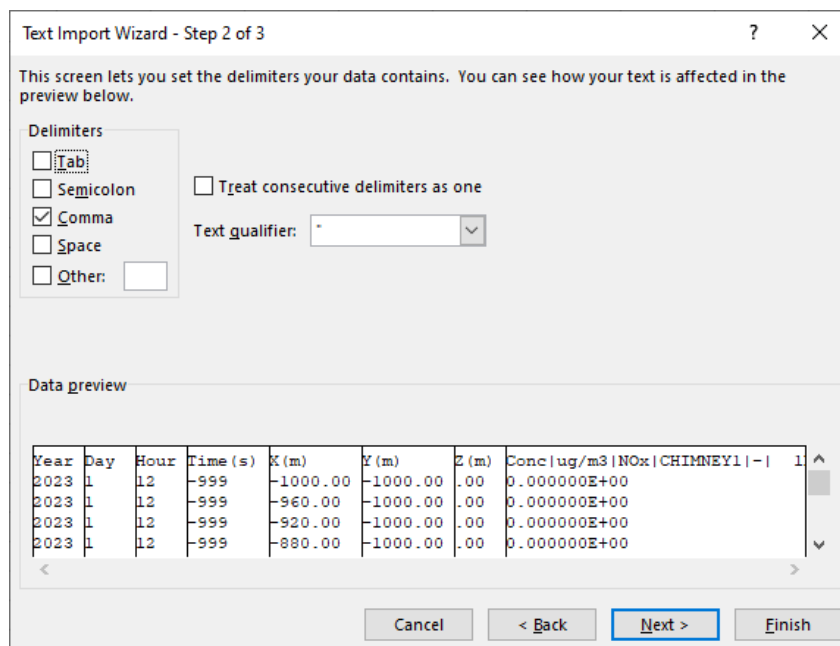 Text Import Wizard - Step 2 of 3
This screen lets you set the delimiters your data contains. You can see how your text is affected in the
preview below.
Delimiters
Tab
Semicolon
Comma
Space
Other:
Treat consecutive delimiters as one
Text qualifier: "
Data preview
Year Day Hour Time(s) X(m) Y(m) Z(m) Conc|ug/m3|NOx|CHIMNEY1|-|
2023 1 12 -999 -1000.00 -1000.00 .00 0.000000E+00
2023 1 12 -999 -960.00 -1000.00 .00 0.000000E+00
2023 1 12 -999 -920.00 -1000.00 .00 0.000000E+00
2023 1 12 -999 -880.00 -1000.00 .00 0.000000E+00
Cancel < Back Next > Finish